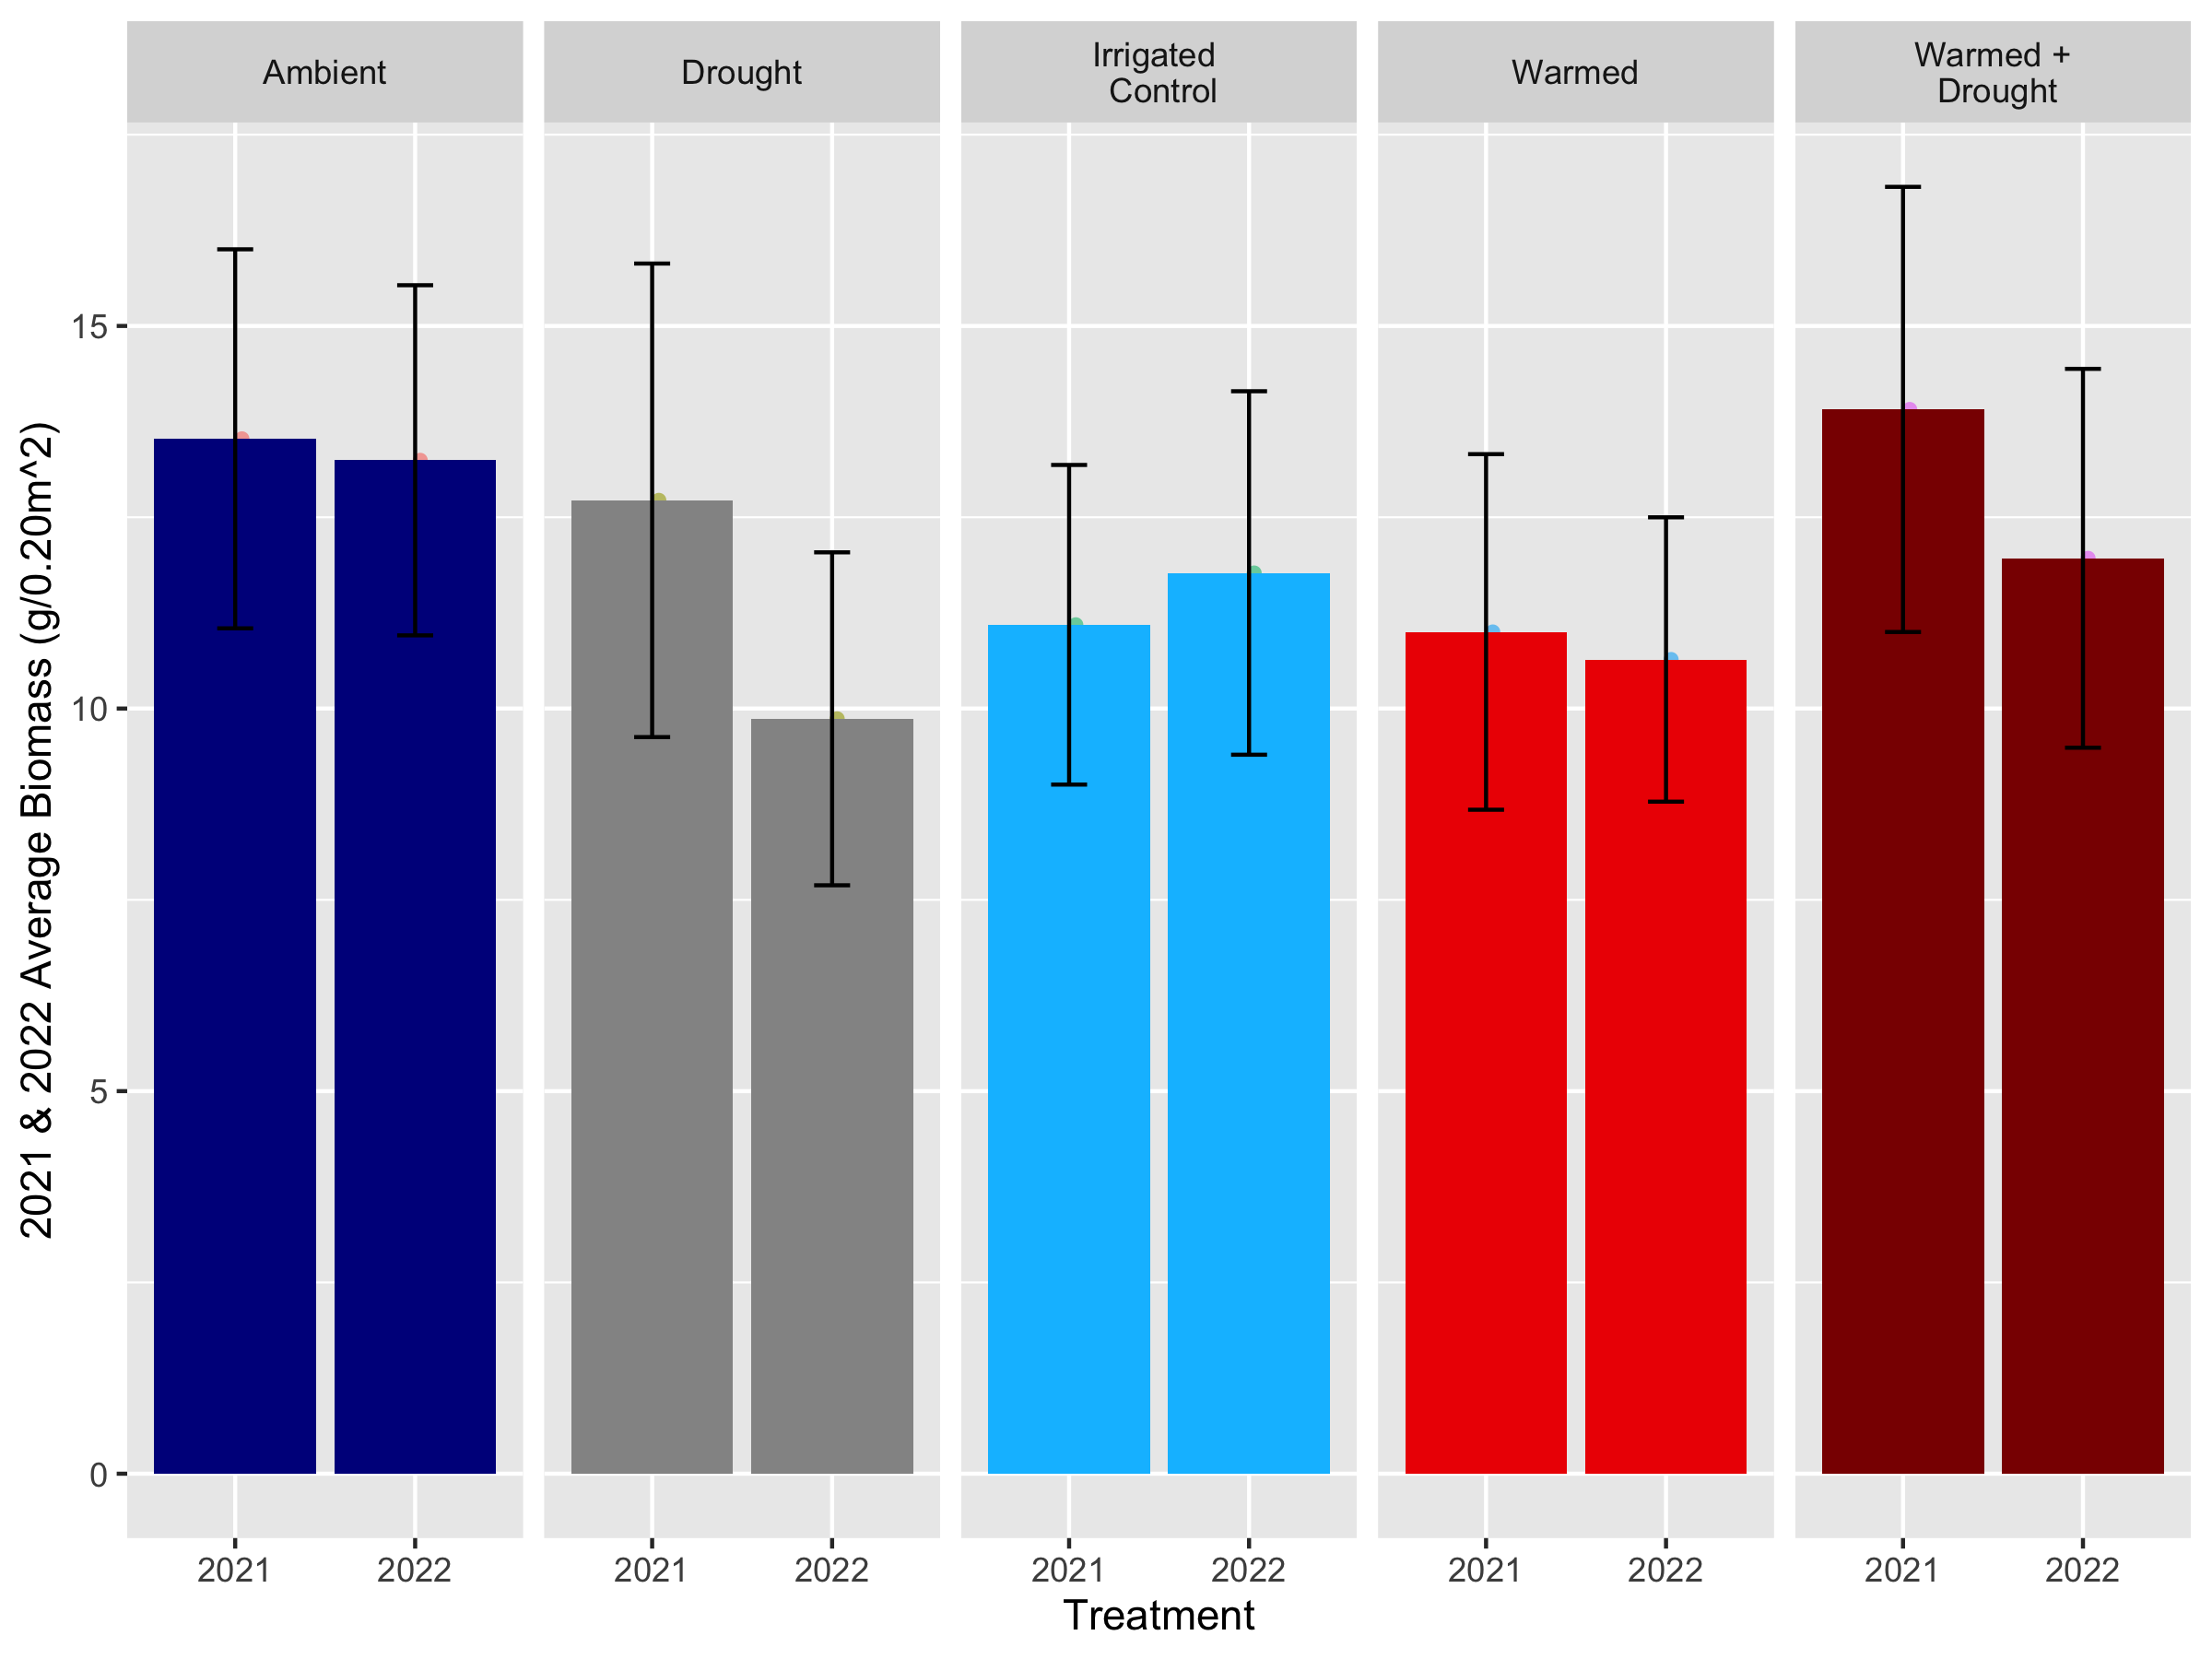 Ambient
Drought
Irrigated
Control
Warmed
Warmed +
Drought
2021 & 2022 Average Biomass (g/0.20m^2)
15
10
5
0
2021 2022 2021 2022 2021 2022 2021 2022 2021 2022
Treatment